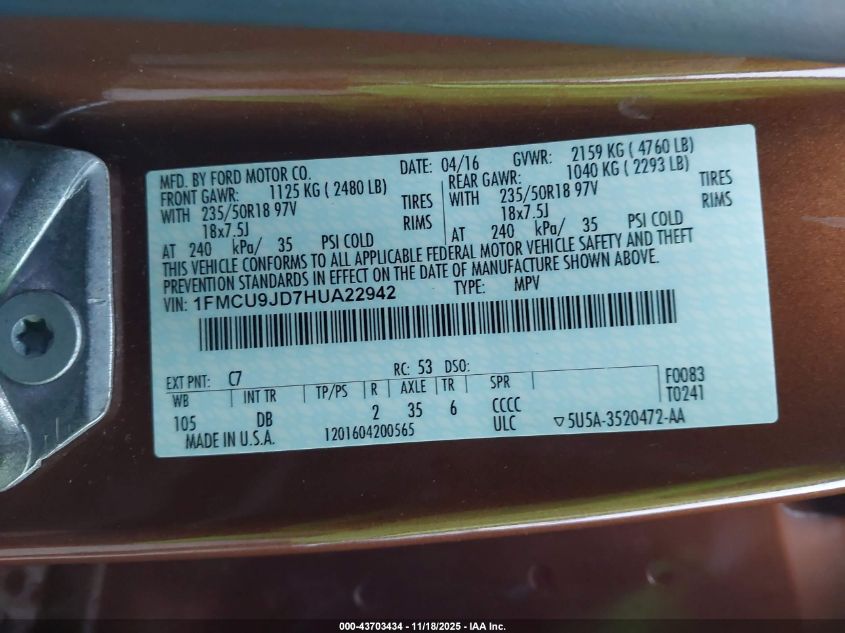 MFD. BY FORD MOTOR CO. DATE: 04/16 GVWR: 2159 KG ( 4760 LB)
FRONT GAWR: 1125 KG ( 2480 LB) REAR GAWR: 1040 KG ( 2293 LB)
WITH 235/50R18 97V TIRES WITH 235/50R18 97V TIRES
18x7.5J RIMS 18x7.5J RIMS
AT 240 kPa/ 35 PSI COLD AT 240 kPa/ 35 PSI COLD
THIS VEHICLE CONFORMS TO ALL APPLICABLE FEDERAL MOTOR VEHICLE SAFETY AND THEFT
PREVENTION STANDARDS IN EFFECT ON THE DATE OF MANUFACTURE SHOWN ABOVE.
VIN: 1FMCU9JD7HUA22942 TYPE: MPV
EXT PNT: C7 RC: 53 DSO: F0083
WB INT TR TP/PS R AXLE TR SPR T0241
105 DB 2 35 6 CCCC
MADE IN U.S.A. 1201604200565 ULC ▽5U5A-3520472-AA
000-43703434 - 11/18/2025 - IAA Inc.